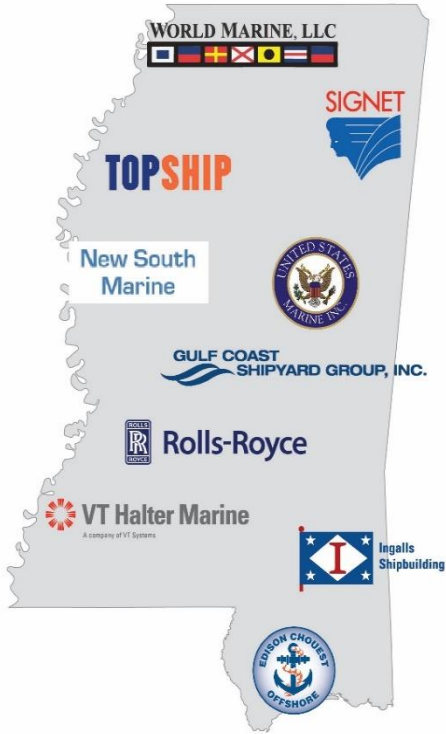 WORLD MARINE, LLC
SIGNET
TOPSHIP
New South
Marine
UNITED STATES
MARINE INC.
GULF COAST
SHIPYARD GROUP, INC.
ROLLS
RR
ROYCE
Rolls-Royce
VT Halter Marine
A company of VT Systems
I
Ingalls
Shipbuilding
EDISON CHOUEST
OFFSHORE